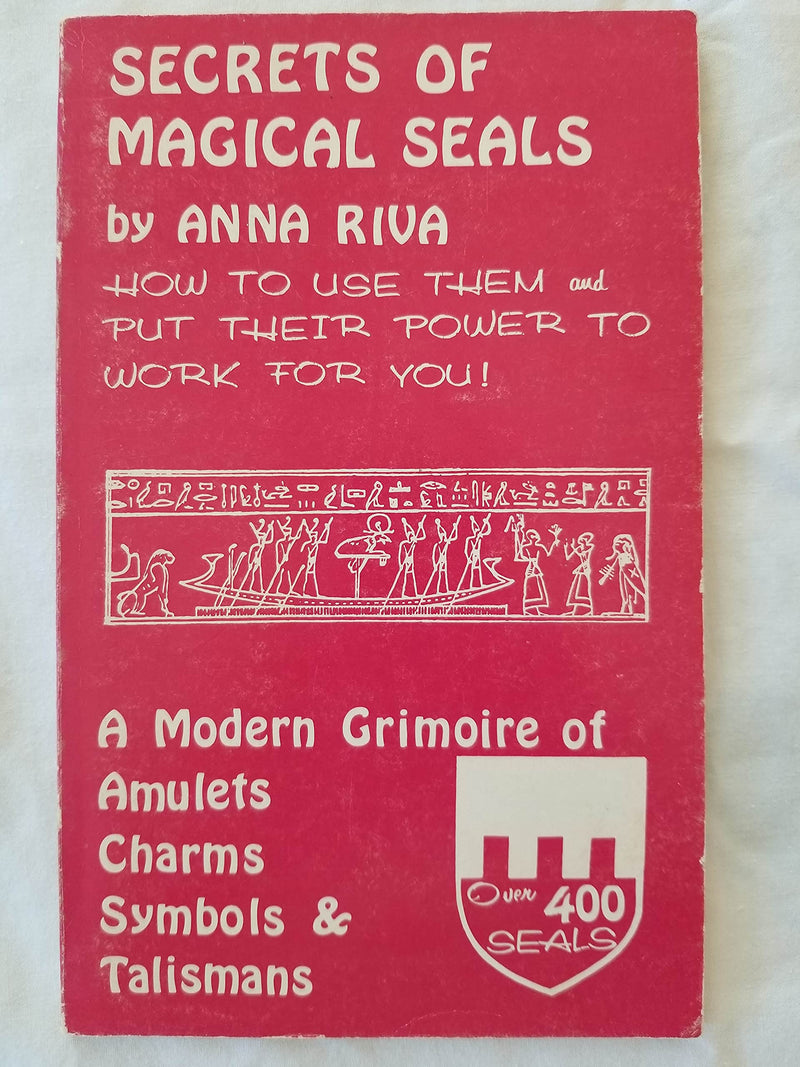 SECRETS OF
MAGICAL SEALS
by ANNA RIVA
HOW TO USE THEM and
PUT THEIR POWER TO
WORK FOR YOU!
A Modern Grimoire of
Amulets
Charms
Symbols &
Talismans
Over 400
SEALS